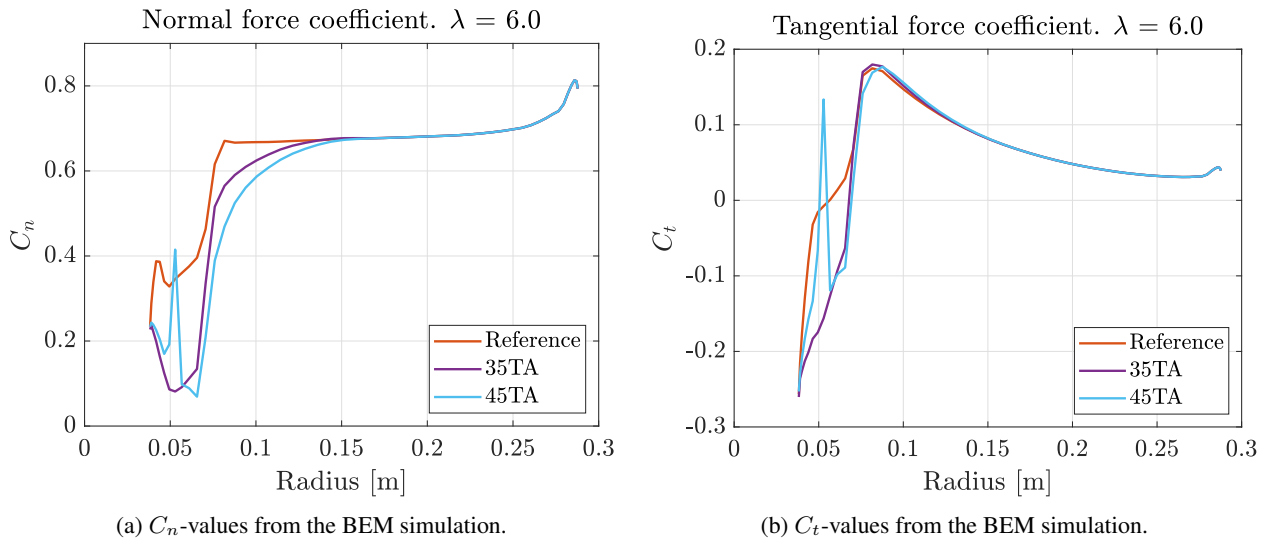 Normal force coefficient. λ = 6.0
0.8
0.6
0.4
0.2
0
C_n
0 0.05 0.1 0.15 0.2 0.25 0.3
Radius [m]
Reference
35TA
45TA
(a) C_n-values from the BEM simulation.
Tangential force coefficient. λ = 6.0
0.2
0.1
0
-0.1
-0.2
-0.3
C_t
0 0.05 0.1 0.15 0.2 0.25 0.3
Radius [m]
Reference
35TA
45TA
(b) C_t-values from the BEM simulation.